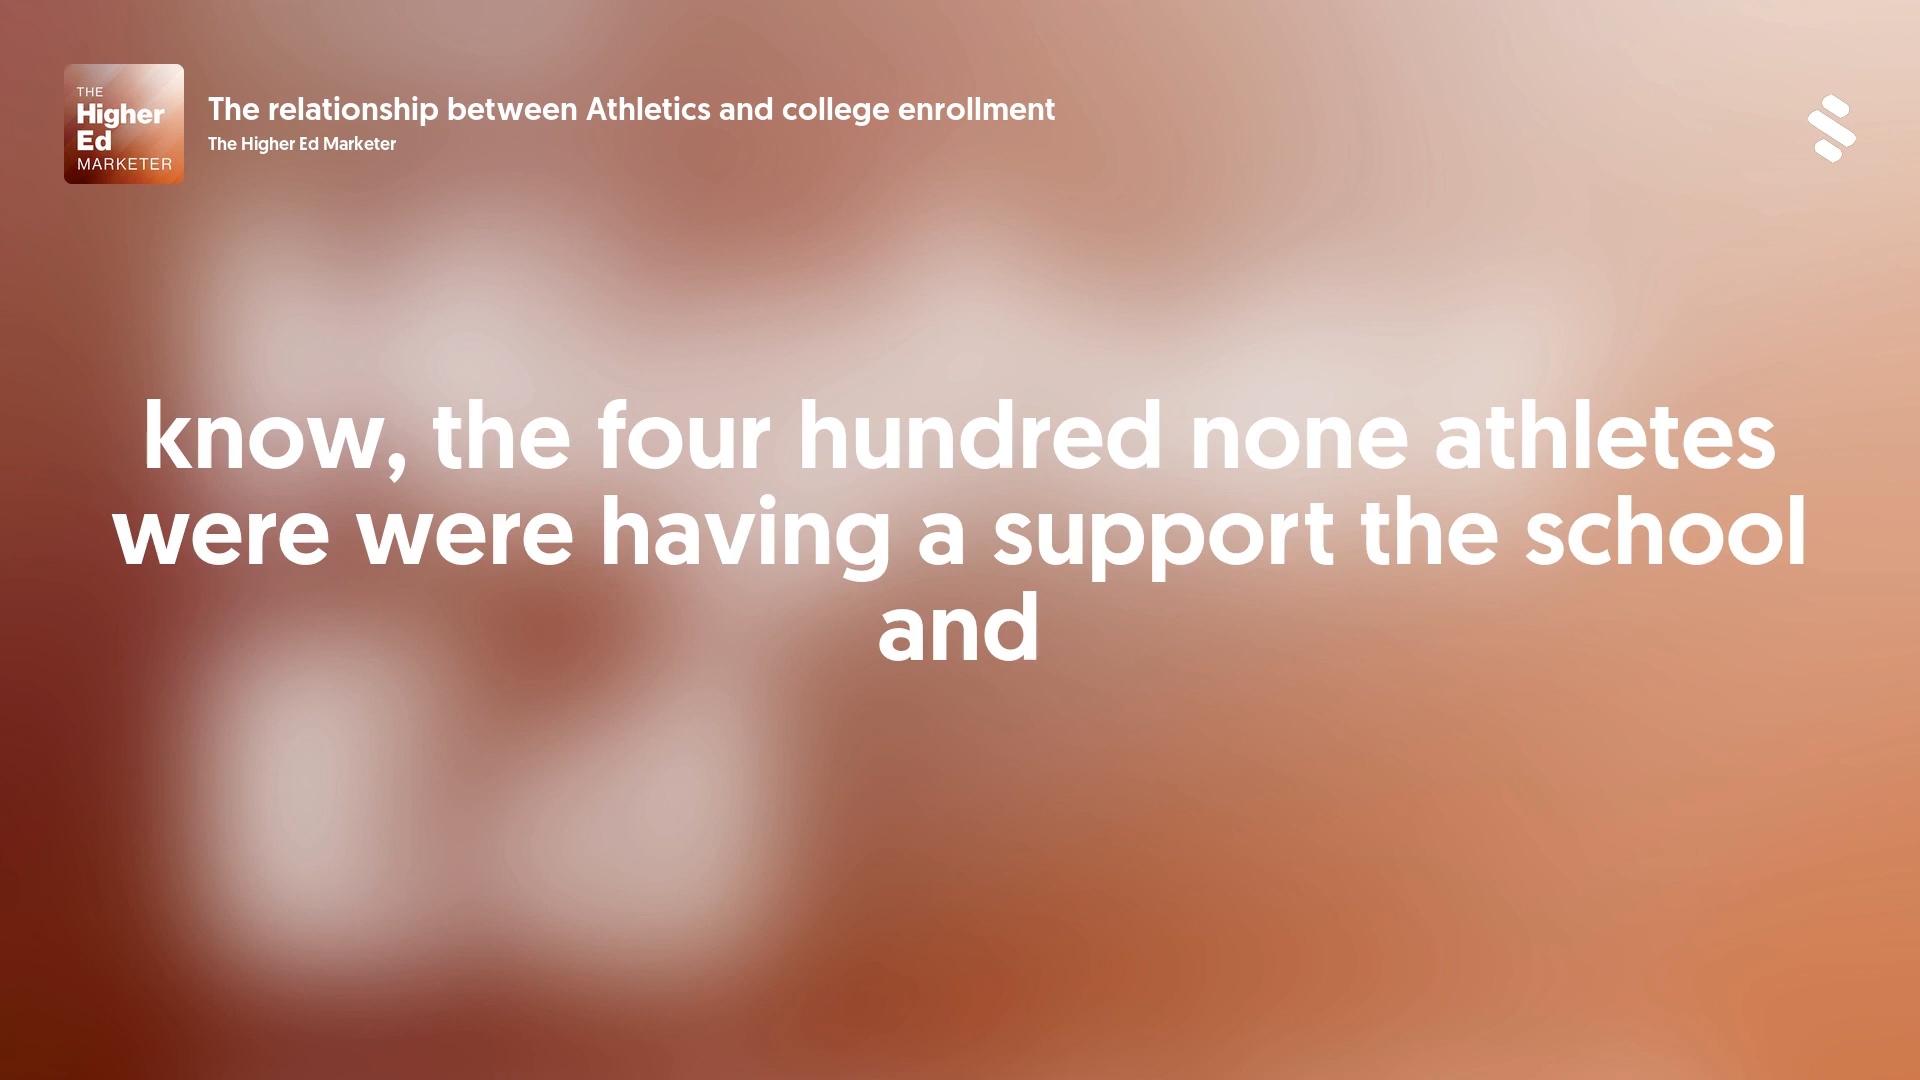 THE
Higher
Ed
MARKETER
The relationship between Athletics and college enrollment
The Higher Ed Marketer
know, the four hundred none athletes
were were having a support the school
and